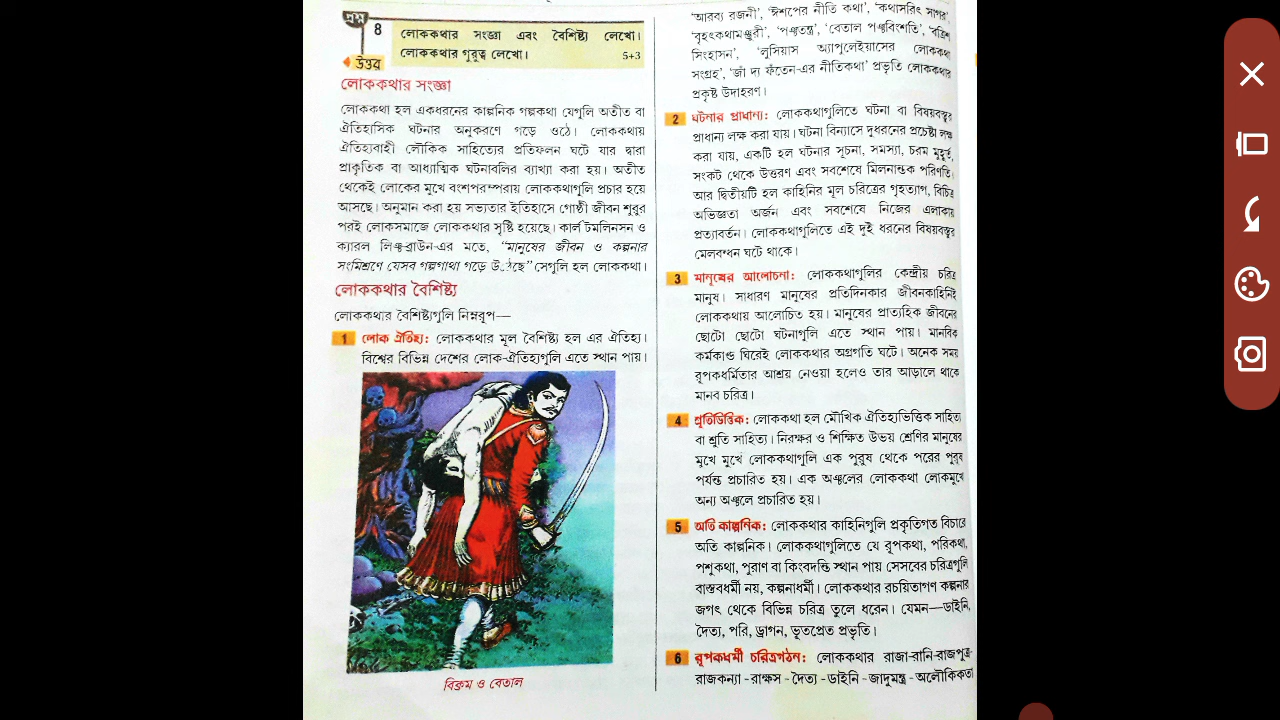 প্রশ্ন
8
লোককথার সংজ্ঞা এবং বৈশিষ্ট্য লেখো।
লোককথার গুরুত্ব লেখো। 5+3
উত্তর
লোককথার সংজ্ঞা
লোককথা হল একধরনের কাল্পনিক গল্পকথা যেগুলি অতীত বা
ঐতিহাসিক ঘটনার অনুকরণে গড়ে ওঠে। লোককথায়
ঐতিহ্যবাহী লৌকিক সাহিত্যের প্রতিফলন ঘটে যার দ্বারা
প্রাকৃতিক বা আধ্যাত্মিক ঘটনাবলির ব্যাখ্যা করা হয়। অতীত
থেকেই লোকের মুখে বংশপরম্পরায় লোককথাগুলি প্রচার হয়ে
আসছে। অনুমান করা হয় সভ্যতার ইতিহাসে গোষ্ঠী জীবন শুরুর
পরই লোকসমাজে লোককথার সৃষ্টি হয়েছে। কার্ল টমলিনসন ও
ক্যারল লিঞ্চ-ব্রাউন-এর মতে, “মানুষের জীবন ও কল্পনার
সংমিশ্রণে যেসব গল্পগাথা গড়ে উঠেছে” সেগুলি হল লোককথা।
লোককথার বৈশিষ্ট্য
লোককথার বৈশিষ্ট্যগুলি নিম্নরূপ—
1 লোক ঐতিহ্য: লোককথার মূল বৈশিষ্ট্য হল এর ঐতিহ্য।
বিশ্বের বিভিন্ন দেশের লোক-ঐতিহ্যগুলি এতে স্থান পায়।
বিক্রম ও বেতাল
‘আরব্য রজনী’, ‘ঈশপের নীতি কথা’, ‘কথাসরিৎ সাগর’,
‘বৃহৎকথামঞ্জুরী’, ‘পঞ্চতন্ত্র’, ‘বেতাল পঞ্চবিংশতি’, ‘বত্রিশ
সিংহাসন’, ‘লুসিয়াস অ্যাপুলেইয়াসের লোককথা
সংগ্রহ’, ‘জাঁ দ্য ফঁতেন-এর নীতিকথা’ প্রভৃতি লোককথার
প্রকৃষ্ট উদাহরণ।
2 ঘটনার প্রাধান্য: লোককথাগুলিতে ঘটনা বা বিষয়বস্তুর
প্রাধান্য লক্ষ করা যায়। ঘটনা বিন্যাসে দুধরনের প্রচেষ্টা লক্ষ
করা যায়, একটি হল ঘটনার সূচনা, সমস্যা, চরম মুহূর্ত,
সংকট থেকে উত্তরণ এবং সবশেষে মিলনান্তক পরিণতি।
আর দ্বিতীয়টি হল কাহিনির মূল চরিত্রের গৃহত্যাগ, বিচিত্র
অভিজ্ঞতা অর্জন এবং সবশেষে নিজের এলাকায়
প্রত্যাবর্তন। লোককথাগুলিতে এই দুই ধরনের বিষয়বস্তুর
মেলবন্ধন ঘটে থাকে।
3 মানুষের আলোচনা: লোককথাগুলির কেন্দ্রীয় চরিত্র
মানুষ। সাধারণ মানুষের প্রতিদিনকার জীবনকাহিনিই
লোককথায় আলোচিত হয়। মানুষের প্রাত্যহিক জীবনের
ছোটো ছোটো ঘটনাগুলি এতে স্থান পায়। মানবিক
কর্মকাণ্ড ঘিরেই লোককথার অগ্রগতি ঘটে। অনেক সময়
রূপকধর্মিতার আশ্রয় নেওয়া হলেও তার আড়ালে থাকে
মানব চরিত্র।
4 শ্রুতিভিত্তিক: লোককথা হল মৌখিক ঐতিহ্যভিত্তিক সাহিত্য
বা শ্রুতি সাহিত্য। নিরক্ষর ও শিক্ষিত উভয় শ্রেণির মানুষের
মুখে মুখে লোককথাগুলি এক পুরুষ থেকে পরের পুরুষ
পর্যন্ত প্রচারিত হয়। এক অঞ্চলের লোককথা লোকমুখে
অন্য অঞ্চলে প্রচারিত হয়।
5 অতি কাল্পনিক: লোককথার কাহিনিগুলি প্রকৃতিগত বিচারে
অতি কাল্পনিক। লোককথাগুলিতে যে রূপকথা, পরিকথা,
পশুকথা, পুরাণ বা কিংবদন্তি স্থান পায় সেসবের চরিত্রগুলি
বাস্তবধর্মী নয়, কল্পনাধর্মী। লোককথার রচয়িতাগণ কল্পনার
জগৎ থেকে বিভিন্ন চরিত্র তুলে ধরেন। যেমন—ডাইনি,
দৈত্য, পরি, ড্রাগন, ভূতপ্রেত প্রভৃতি।
6 রূপকধর্মী চরিত্রগঠন: লোককথার রাজা-রানি-রাজপুত্র-
রাজকন্যা-রাক্ষস-দৈত্য-ডাইনি-জাদুমন্ত্র-অলৌকিকতা